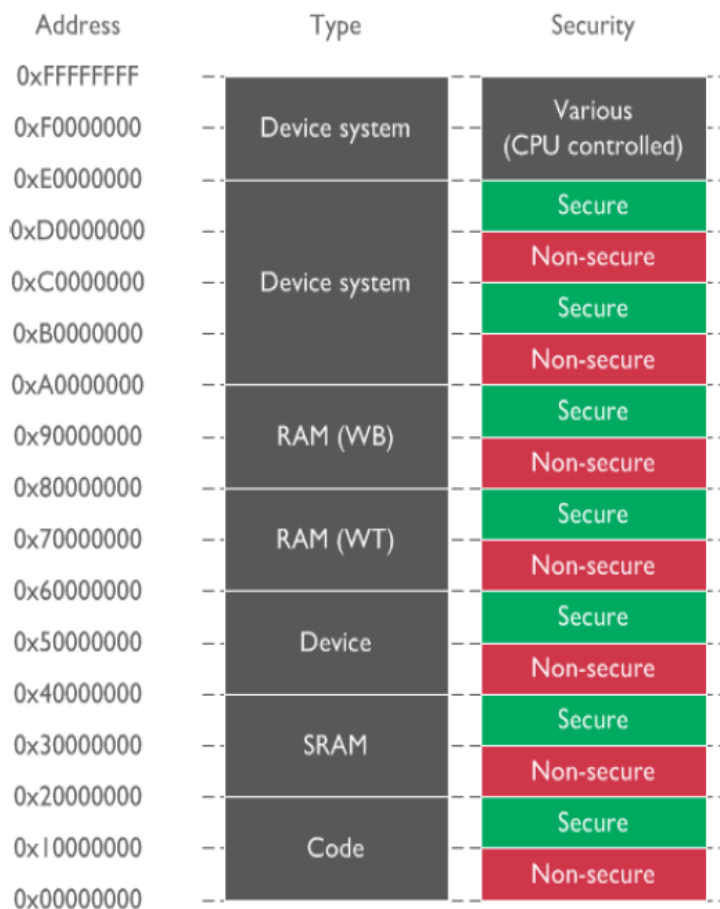 Address Type Security
0xFFFFFFFF
0xF0000000 Device system Various
(CPU controlled)
0xE0000000
Secure
0xD0000000
Non-secure
0xC0000000 Device system
Secure
0xB0000000
Non-secure
0xA0000000
Secure
0x90000000 RAM (WB)
Non-secure
0x80000000
Secure
0x70000000 RAM (WT)
Non-secure
0x60000000
Secure
0x50000000 Device
Non-secure
0x40000000
Secure
0x30000000 SRAM
Non-secure
0x20000000
Secure
0x10000000 Code
Non-secure
0x00000000